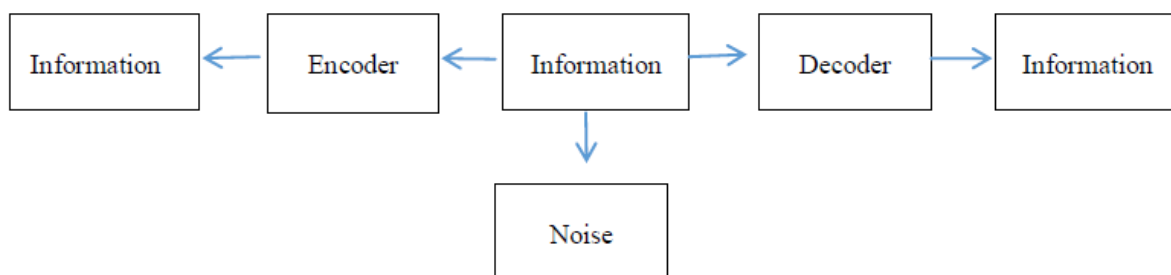 Information
Encoder
Information
Decoder
Information
Noise